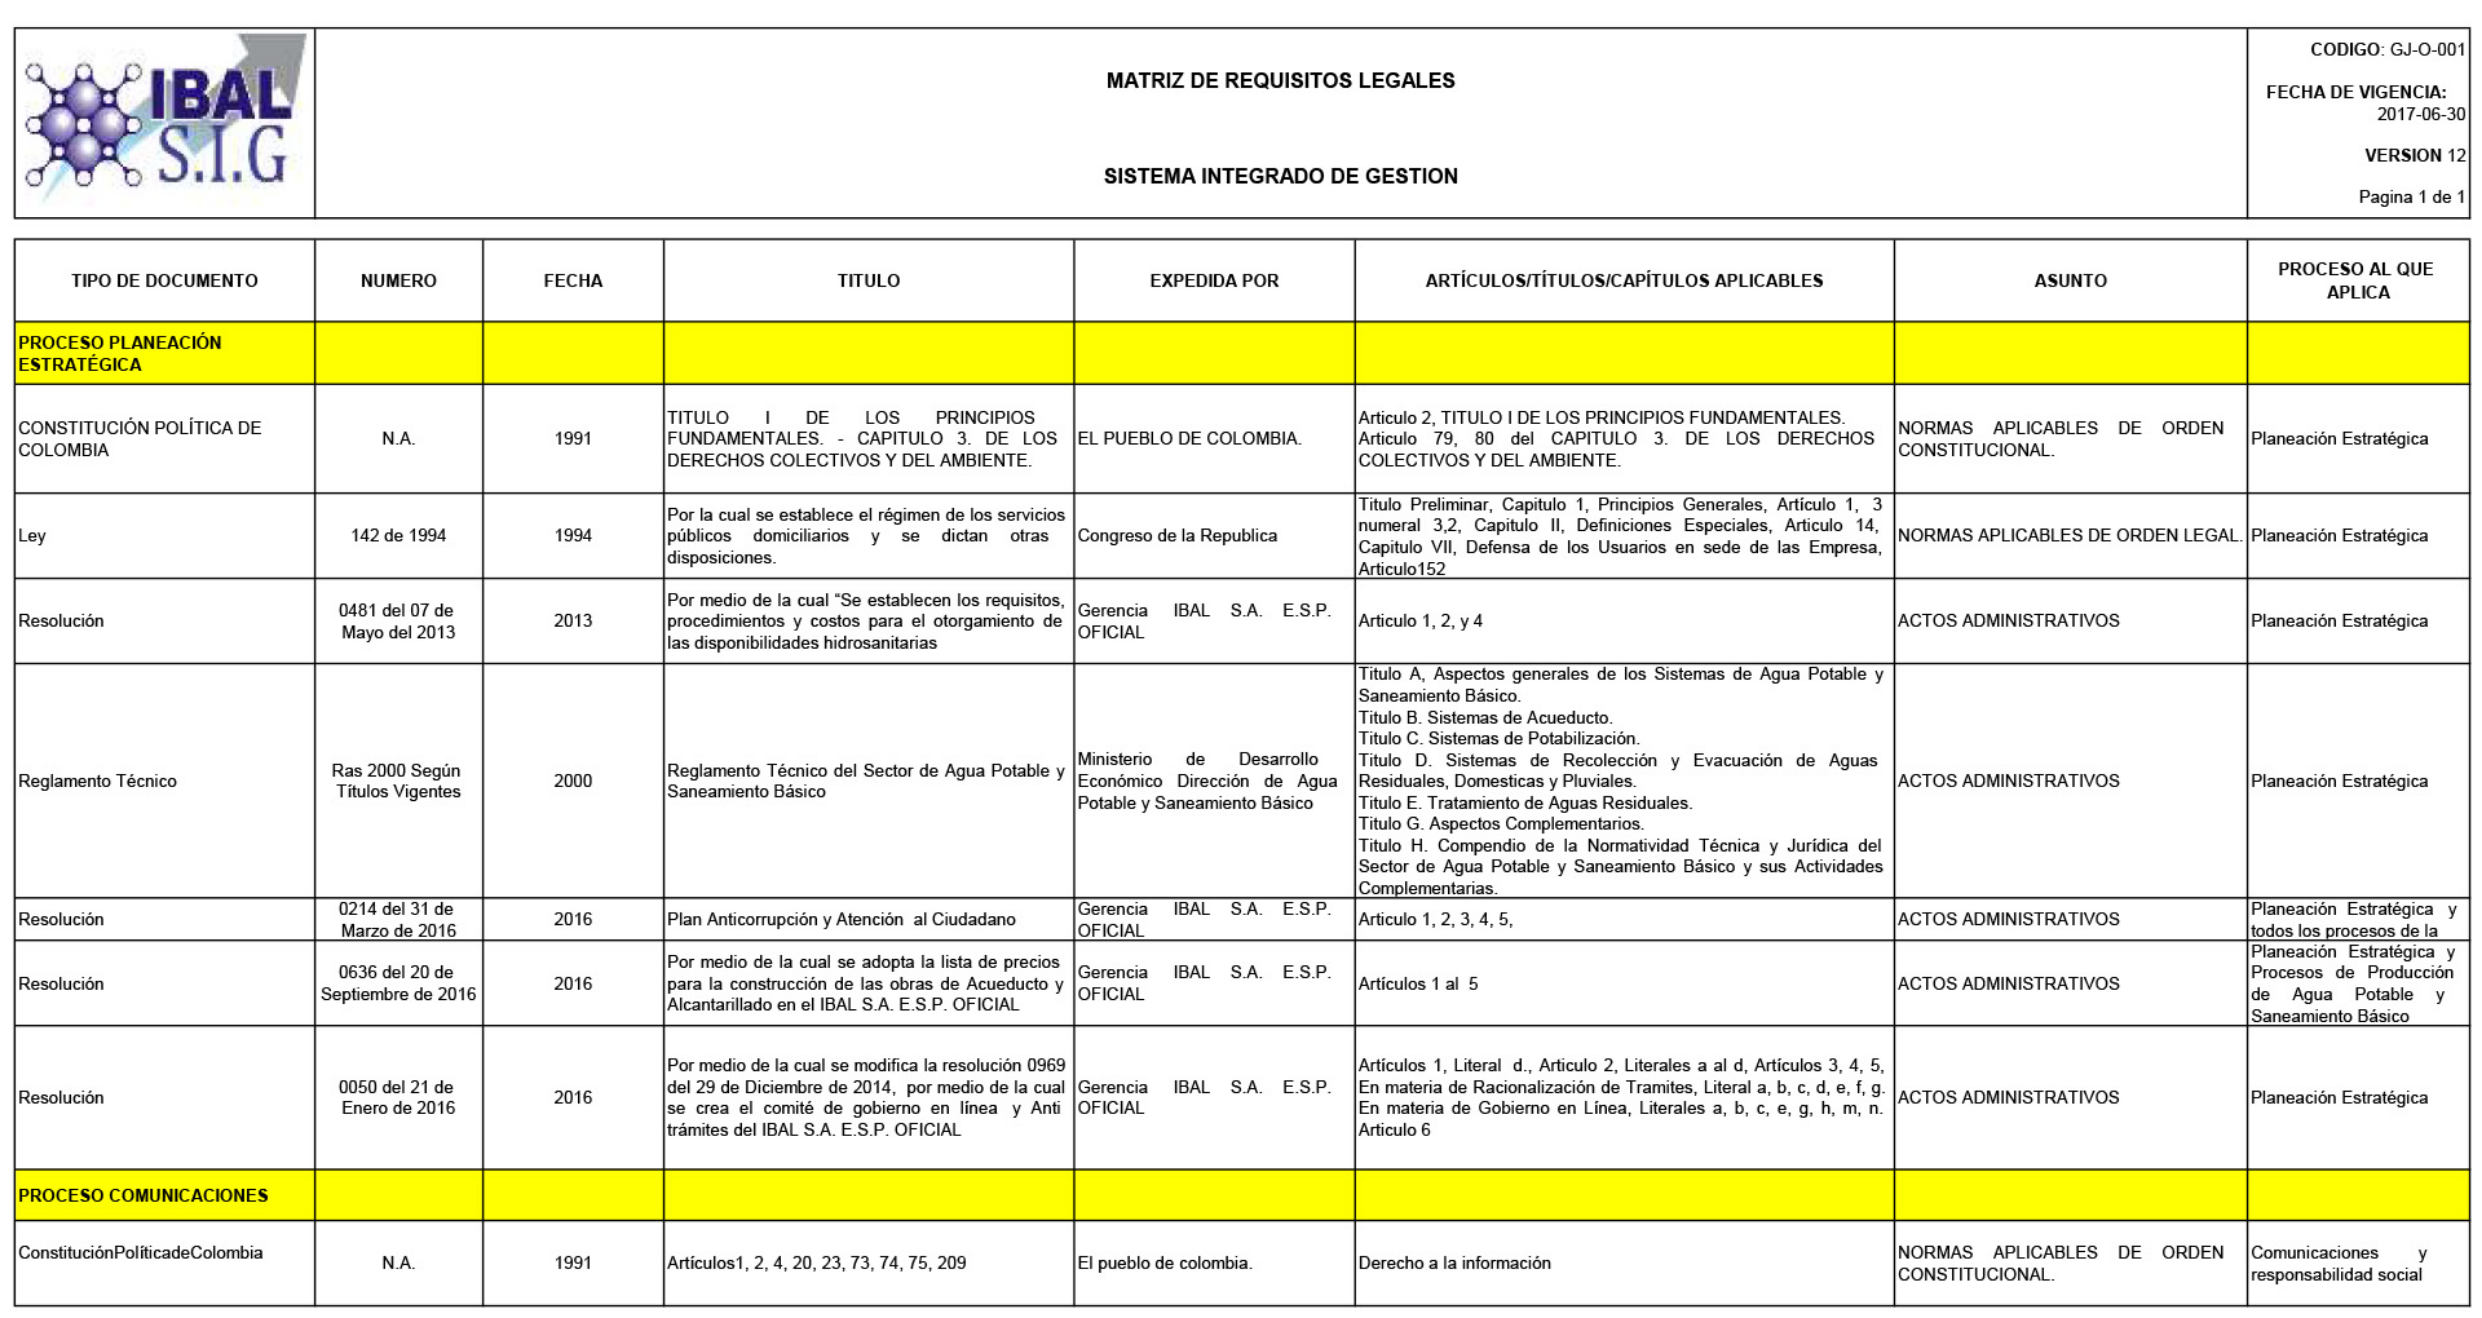 IBAL
S.I.G
MATRIZ DE REQUISITOS LEGALES
SISTEMA INTEGRADO DE GESTION
CODIGO: GJ-O-001
FECHA DE VIGENCIA:
2017-06-30
VERSION 12
Pagina 1 de 1
TIPO DE DOCUMENTO
NUMERO
FECHA
TITULO
EXPEDIDA POR
ARTÍCULOS/TÍTULOS/CAPÍTULOS APLICABLES
ASUNTO
PROCESO AL QUE
APLICA
PROCESO PLANEACIÓN
ESTRATÉGICA
CONSTITUCIÓN POLÍTICA DE
COLOMBIA
N.A.
1991
TITULO I DE LOS PRINCIPIOS
FUNDAMENTALES. - CAPITULO 3. DE LOS
DERECHOS COLECTIVOS Y DEL AMBIENTE.
EL PUEBLO DE COLOMBIA.
Articulo 2, TITULO I DE LOS PRINCIPIOS FUNDAMENTALES.
Articulo 79, 80 del CAPITULO 3. DE LOS DERECHOS
COLECTIVOS Y DEL AMBIENTE.
NORMAS APLICABLES DE ORDEN
CONSTITUCIONAL.
Planeación Estratégica
Ley
142 de 1994
1994
Por la cual se establece el régimen de los servicios
públicos domiciliarios y se dictan otras
disposiciones.
Congreso de la Republica
Titulo Preliminar, Capitulo 1, Principios Generales, Artículo 1, 3
numeral 3,2, Capitulo II, Definiciones Especiales, Articulo 14,
Capitulo VII, Defensa de los Usuarios en sede de las Empresa,
Articulo152
NORMAS APLICABLES DE ORDEN LEGAL.
Planeación Estratégica
Resolución
0481 del 07 de
Mayo del 2013
2013
Por medio de la cual “Se establecen los requisitos,
procedimientos y costos para el otorgamiento de
las disponibilidades hidrosanitarias
Gerencia IBAL S.A. E.S.P.
OFICIAL
Articulo 1, 2, y 4
ACTOS ADMINISTRATIVOS
Planeación Estratégica
Reglamento Técnico
Ras 2000 Según
Títulos Vigentes
2000
Reglamento Técnico del Sector de Agua Potable y
Saneamiento Básico
Ministerio de Desarrollo
Económico Dirección de Agua
Potable y Saneamiento Básico
Titulo A, Aspectos generales de los Sistemas de Agua Potable y
Saneamiento Básico.
Titulo B. Sistemas de Acueducto.
Titulo C. Sistemas de Potabilización.
Titulo D. Sistemas de Recolección y Evacuación de Aguas
Residuales, Domesticas y Pluviales.
Titulo E. Tratamiento de Aguas Residuales.
Titulo G. Aspectos Complementarios.
Titulo H. Compendio de la Normatividad Técnica y Jurídica del
Sector de Agua Potable y Saneamiento Básico y sus Actividades
Complementarias.
ACTOS ADMINISTRATIVOS
Planeación Estratégica
Resolución
0214 del 31 de
Marzo de 2016
2016
Plan Anticorrupción y Atención al Ciudadano
Gerencia IBAL S.A. E.S.P.
OFICIAL
Articulo 1, 2, 3, 4, 5,
ACTOS ADMINISTRATIVOS
Planeación Estratégica y
todos los procesos de la
Resolución
0636 del 20 de
Septiembre de 2016
2016
Por medio de la cual se adopta la lista de precios
para la construcción de las obras de Acueducto y
Alcantarillado en el IBAL S.A. E.S.P. OFICIAL
Gerencia IBAL S.A. E.S.P.
OFICIAL
Artículos 1 al 5
ACTOS ADMINISTRATIVOS
Planeación Estratégica y
Procesos de Producción
de Agua Potable y
Saneamiento Básico
Resolución
0050 del 21 de
Enero de 2016
2016
Por medio de la cual se modifica la resolución 0969
del 29 de Diciembre de 2014, por medio de la cual
se crea el comité de gobierno en línea y Anti
trámites del IBAL S.A. E.S.P. OFICIAL
Gerencia IBAL S.A. E.S.P.
OFICIAL
Artículos 1, Literal d., Articulo 2, Literales a al d, Artículos 3, 4, 5,
En materia de Racionalización de Tramites, Literal a, b, c, d, e, f, g.
En materia de Gobierno en Línea, Literales a, b, c, e, g, h, m, n.
Articulo 6
ACTOS ADMINISTRATIVOS
Planeación Estratégica
PROCESO COMUNICACIONES
ConstituciónPolíticadeColombia
N.A.
1991
Artículos1, 2, 4, 20, 23, 73, 74, 75, 209
El pueblo de colombia.
Derecho a la información
NORMAS APLICABLES DE ORDEN
CONSTITUCIONAL.
Comunicaciones y
responsabilidad social